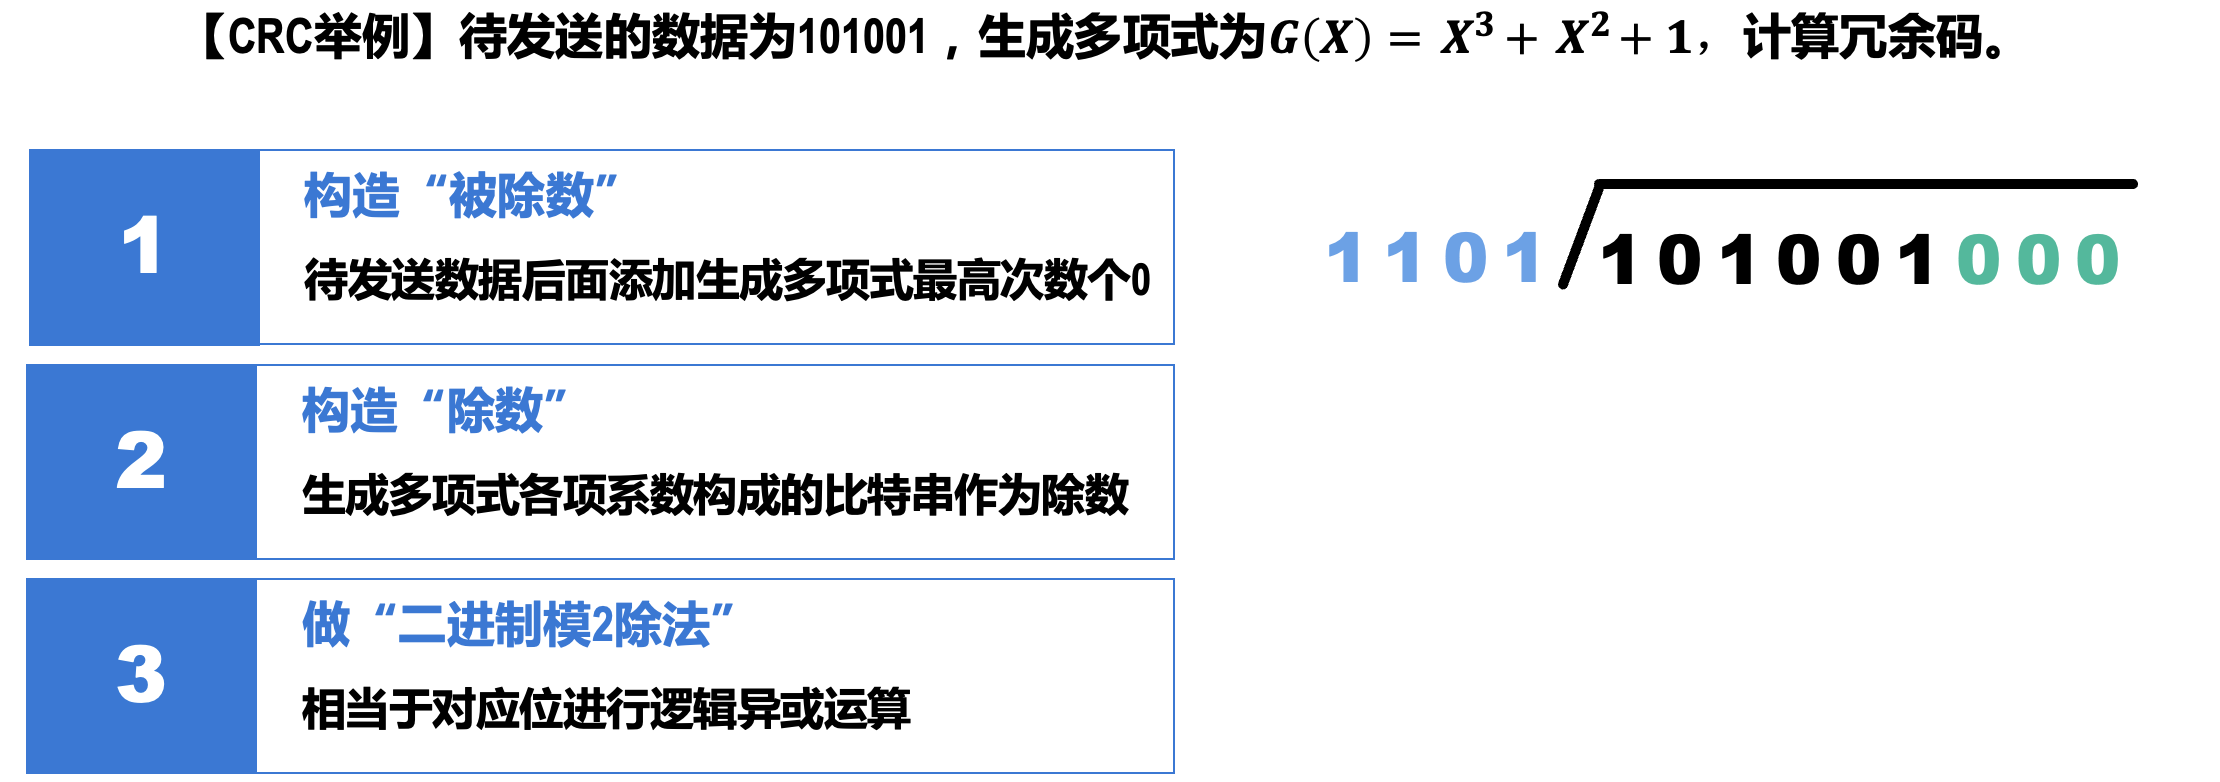 【CRC举例】待发送的数据为101001，生成多项式为G(X) = X³ + X² + 1，计算冗余码。
1
构造“被除数”
待发送数据后面添加生成多项式最高次数个0
1101 101001000
2
构造“除数”
生成多项式各项系数构成的比特串作为除数
3
做“二进制模2除法”
相当于对应位进行逻辑异或运算